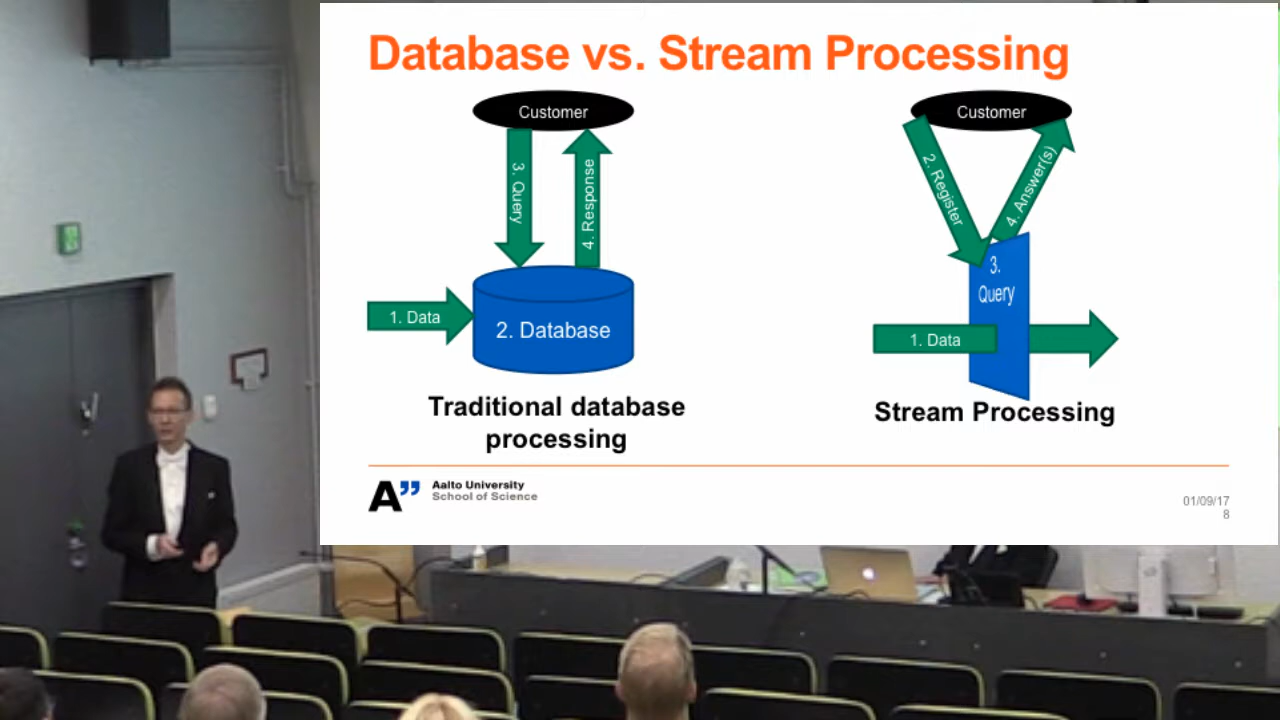 Database vs. Stream Processing
Customer
3. Query
4. Response
1. Data
2. Database
Traditional database
processing
Customer
2. Register
4. Answer(s)
3.
Query
1. Data
Stream Processing
A”
Aalto University
School of Science
01/09/17
8